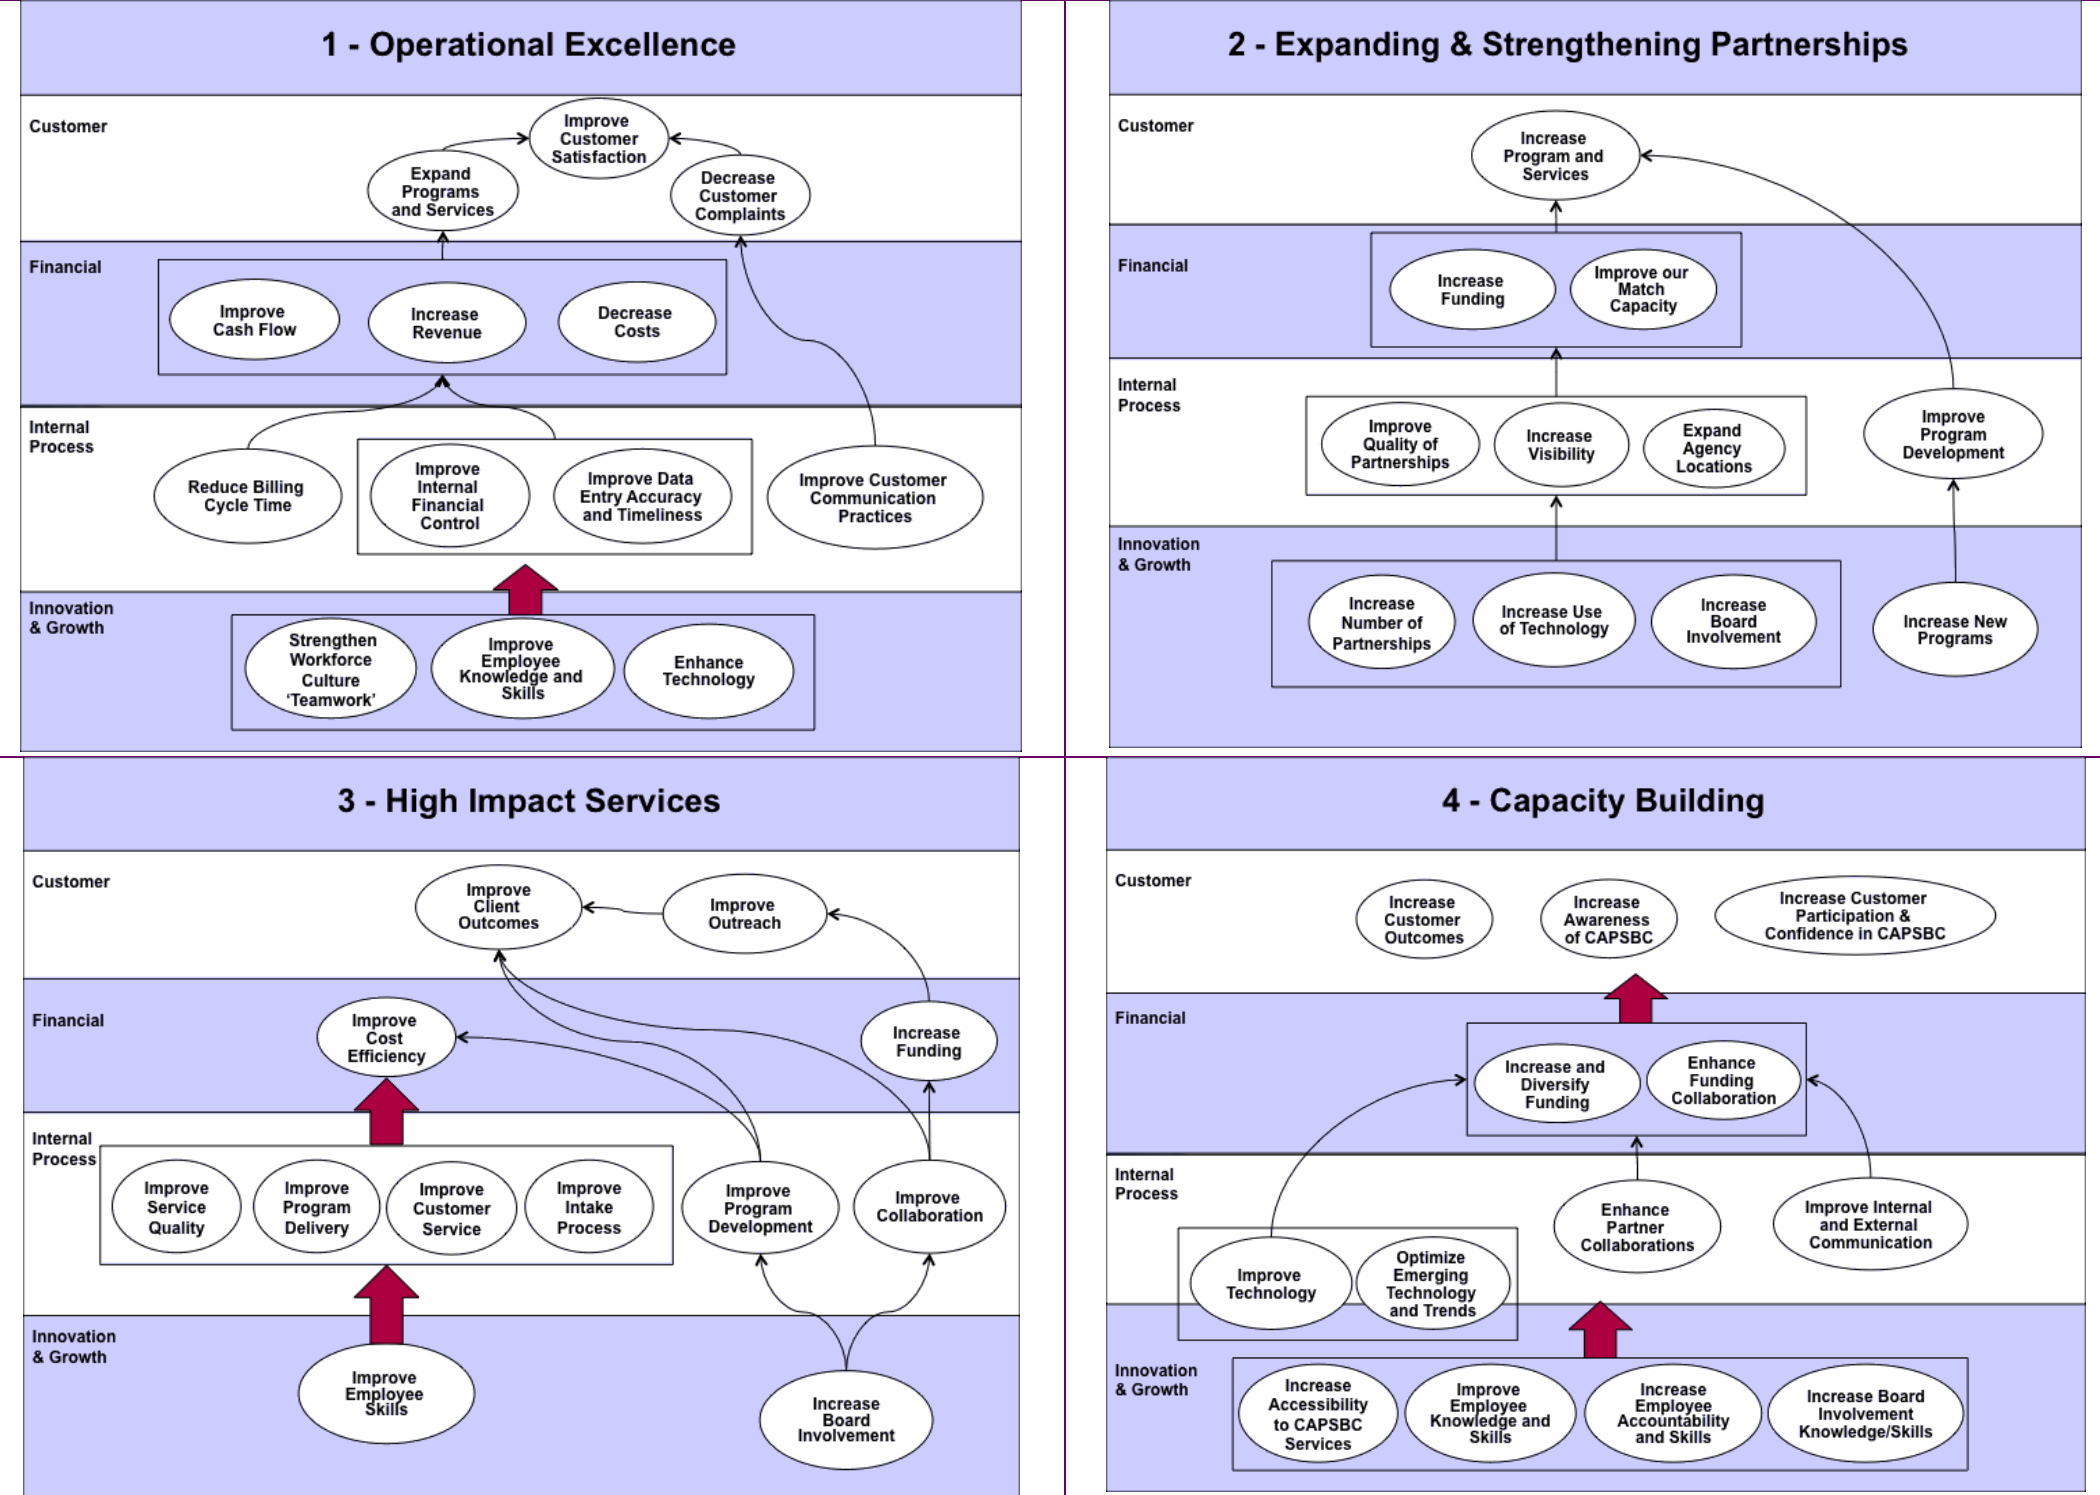 1 - Operational Excellence
Customer
Improve
Customer
Satisfaction
Expand
Programs
and Services
Decrease
Customer
Complaints
Financial
Improve
Cash Flow
Increase
Revenue
Decrease
Costs
Internal
Process
Reduce Billing
Cycle Time
Improve
Internal
Financial
Control
Improve Data
Entry Accuracy
and Timeliness
Improve Customer
Communication
Practices
Innovation
& Growth
Strengthen
Workforce
Culture
‘Teamwork’
Improve
Employee
Knowledge and
Skills
Enhance
Technology
2 - Expanding & Strengthening Partnerships
Customer
Increase
Program and
Services
Financial
Increase
Funding
Improve our
Match
Capacity
Internal
Process
Improve
Quality of
Partnerships
Increase
Visibility
Expand
Agency
Locations
Improve
Program
Development
Innovation
& Growth
Increase
Number of
Partnerships
Increase Use
of Technology
Increase
Board
Involvement
Increase New
Programs
3 - High Impact Services
Customer
Improve
Client
Outcomes
Improve
Outreach
Financial
Improve
Cost
Efficiency
Increase
Funding
Internal
Process
Improve
Service
Quality
Improve
Program
Delivery
Improve
Customer
Service
Improve
Intake
Process
Improve
Program
Development
Improve
Collaboration
Innovation
& Growth
Improve
Employee
Skills
Increase
Board
Involvement
4 - Capacity Building
Customer
Increase
Customer
Outcomes
Increase
Awareness
of CAPSBC
Increase Customer
Participation &
Confidence in CAPSBC
Financial
Increase and
Diversify
Funding
Enhance
Funding
Collaboration
Internal
Process
Improve
Technology
Optimize
Emerging
Technology
and Trends
Enhance
Partner
Collaborations
Improve Internal
and External
Communication
Innovation
& Growth
Increase
Accessibility
to CAPSBC
Services
Improve
Employee
Knowledge and
Skills
Increase
Employee
Accountability
and Skills
Increase Board
Involvement
Knowledge/Skills